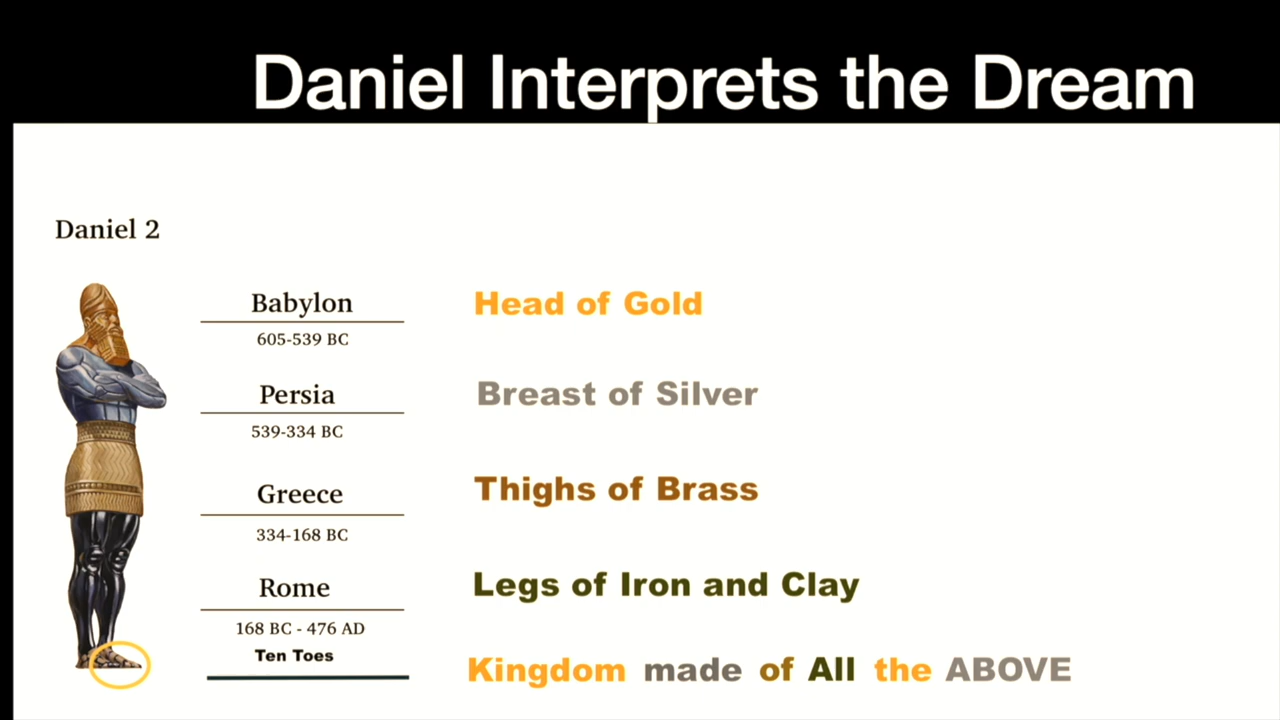 Daniel Interprets the Dream
Daniel 2
Babylon
Head of Gold
605-539 BC
Persia
Breast of Silver
539-334 BC
Greece
Thighs of Brass
334-168 BC
Rome
Legs of Iron and Clay
168 BC - 476 AD
Ten Toes
Kingdom made of All the ABOVE